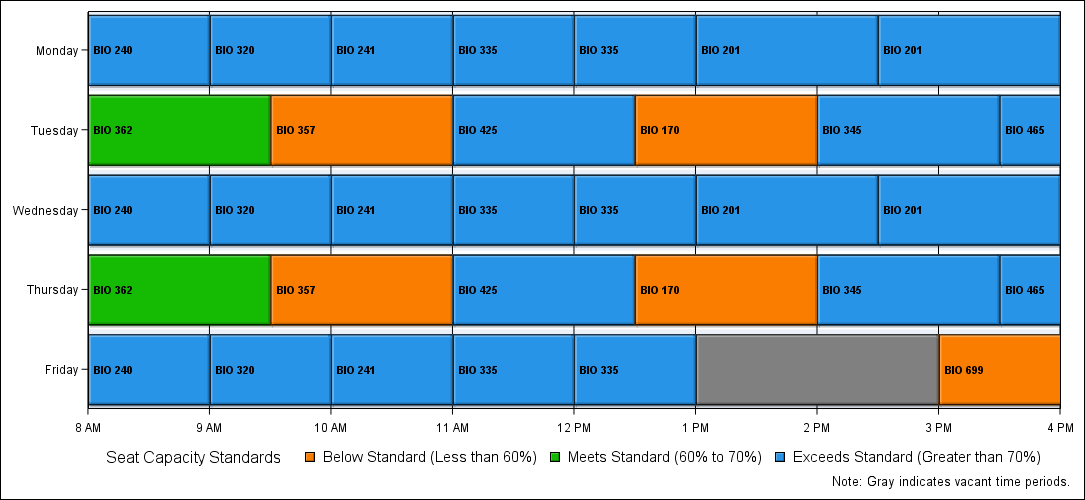 Monday BIO 240 BIO 320 BIO 241 BIO 335 BIO 335 BIO 201 BIO 201
Tuesday BIO 362 BIO 357 BIO 425 BIO 170 BIO 345 BIO 465
Wednesday BIO 240 BIO 320 BIO 241 BIO 335 BIO 335 BIO 201 BIO 201
Thursday BIO 362 BIO 357 BIO 425 BIO 170 BIO 345 BIO 465
Friday BIO 240 BIO 320 BIO 241 BIO 335 BIO 335 BIO 699
8 AM 9 AM 10 AM 11 AM 12 PM 1 PM 2 PM 3 PM 4 PM
Seat Capacity Standards Below Standard (Less than 60%) Meets Standard (60% to 70%) Exceeds Standard (Greater than 70%)
Note: Gray indicates vacant time periods.